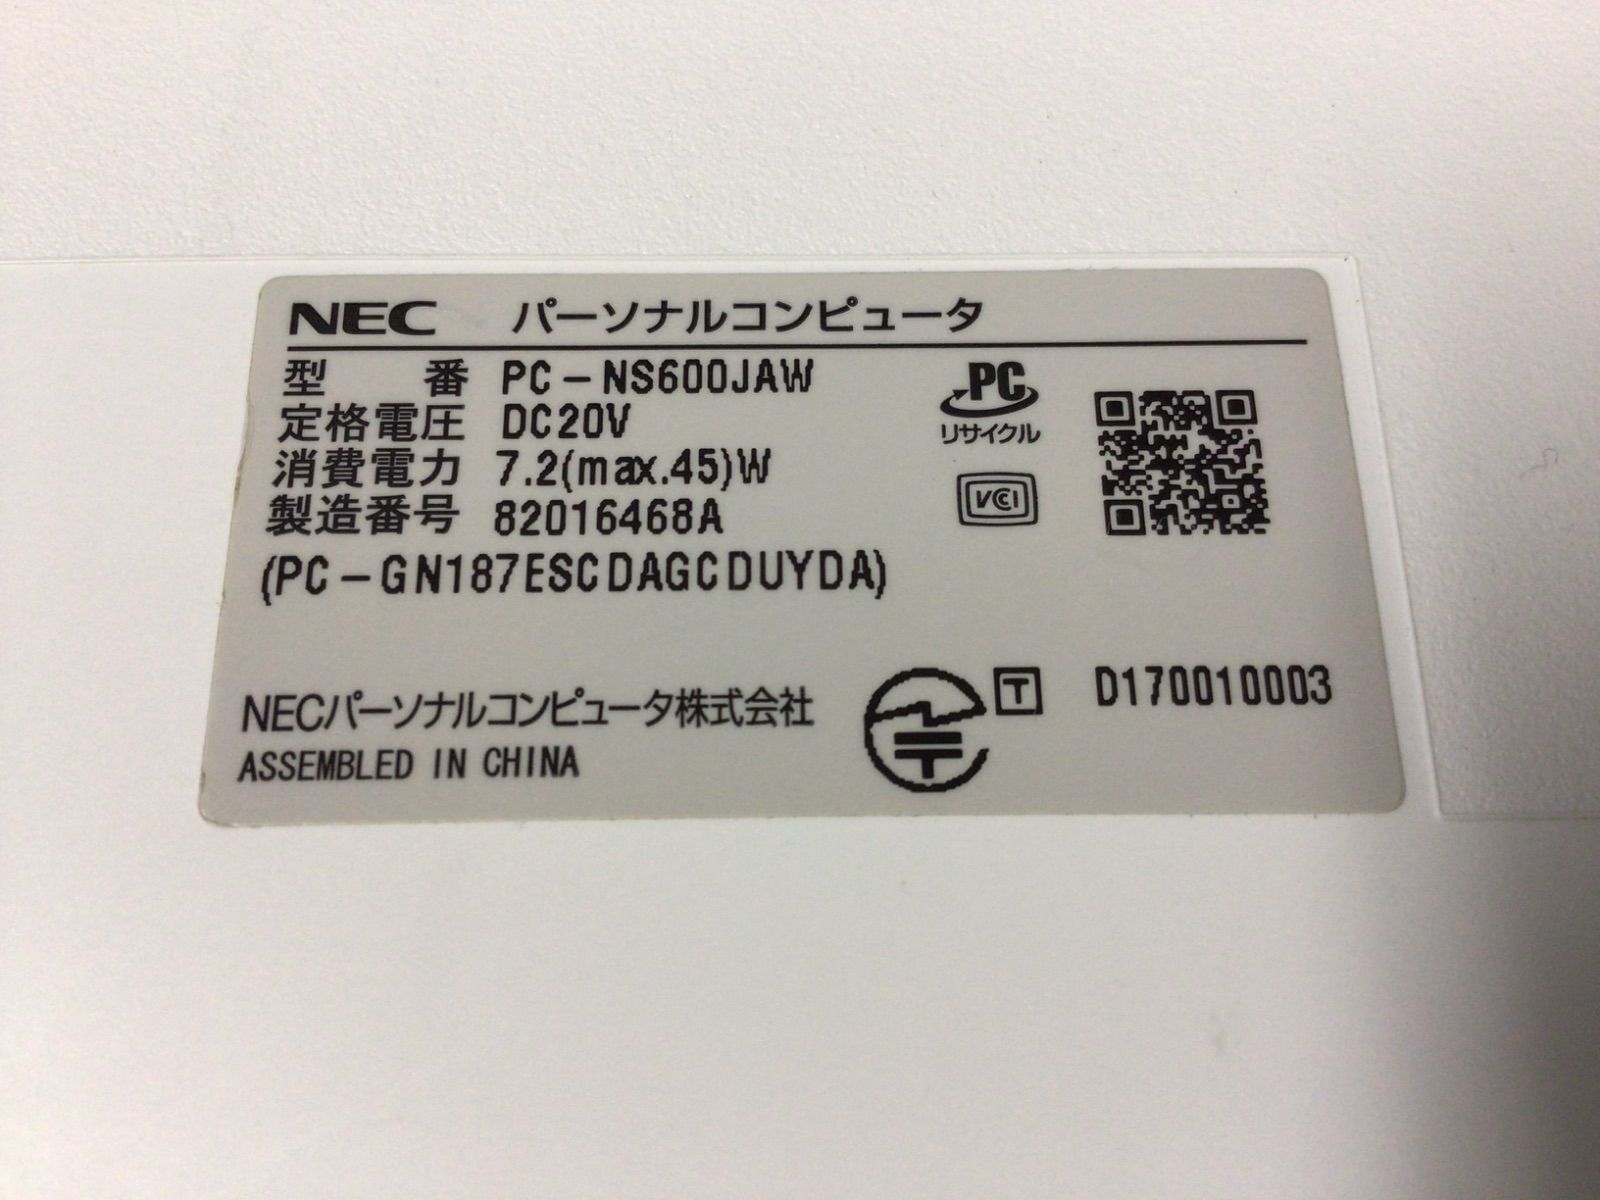 NEC パーソナルコンピュータ
型 番 PC-NS600JAW
定格電圧 DC20V
消費電力 7.2(max.45)W
製造番号 82016468A
(PC-GN187ESCDAGCDUYDA)
PC
リサイクル
VCCI
NECパーソナルコンピュータ株式会社
ASSEMBLED IN CHINA
T D170010003